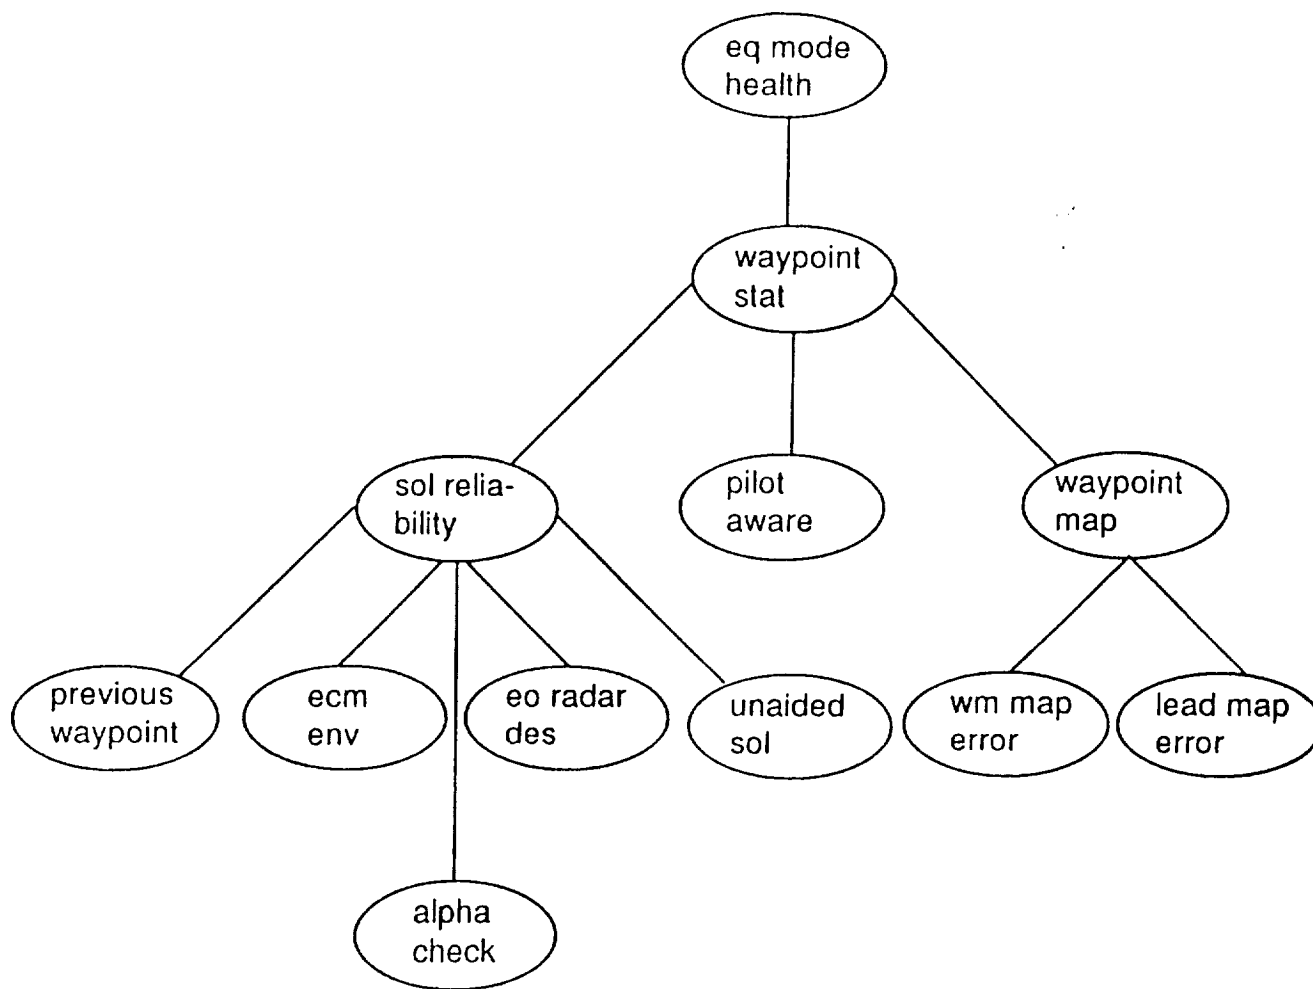 eq mode
health
waypoint
stat
sol relia-
bility
pilot
aware
waypoint
map
previous
waypoint
ecm
env
eo radar
des
unaided
sol
wm map
error
lead map
error
alpha
check